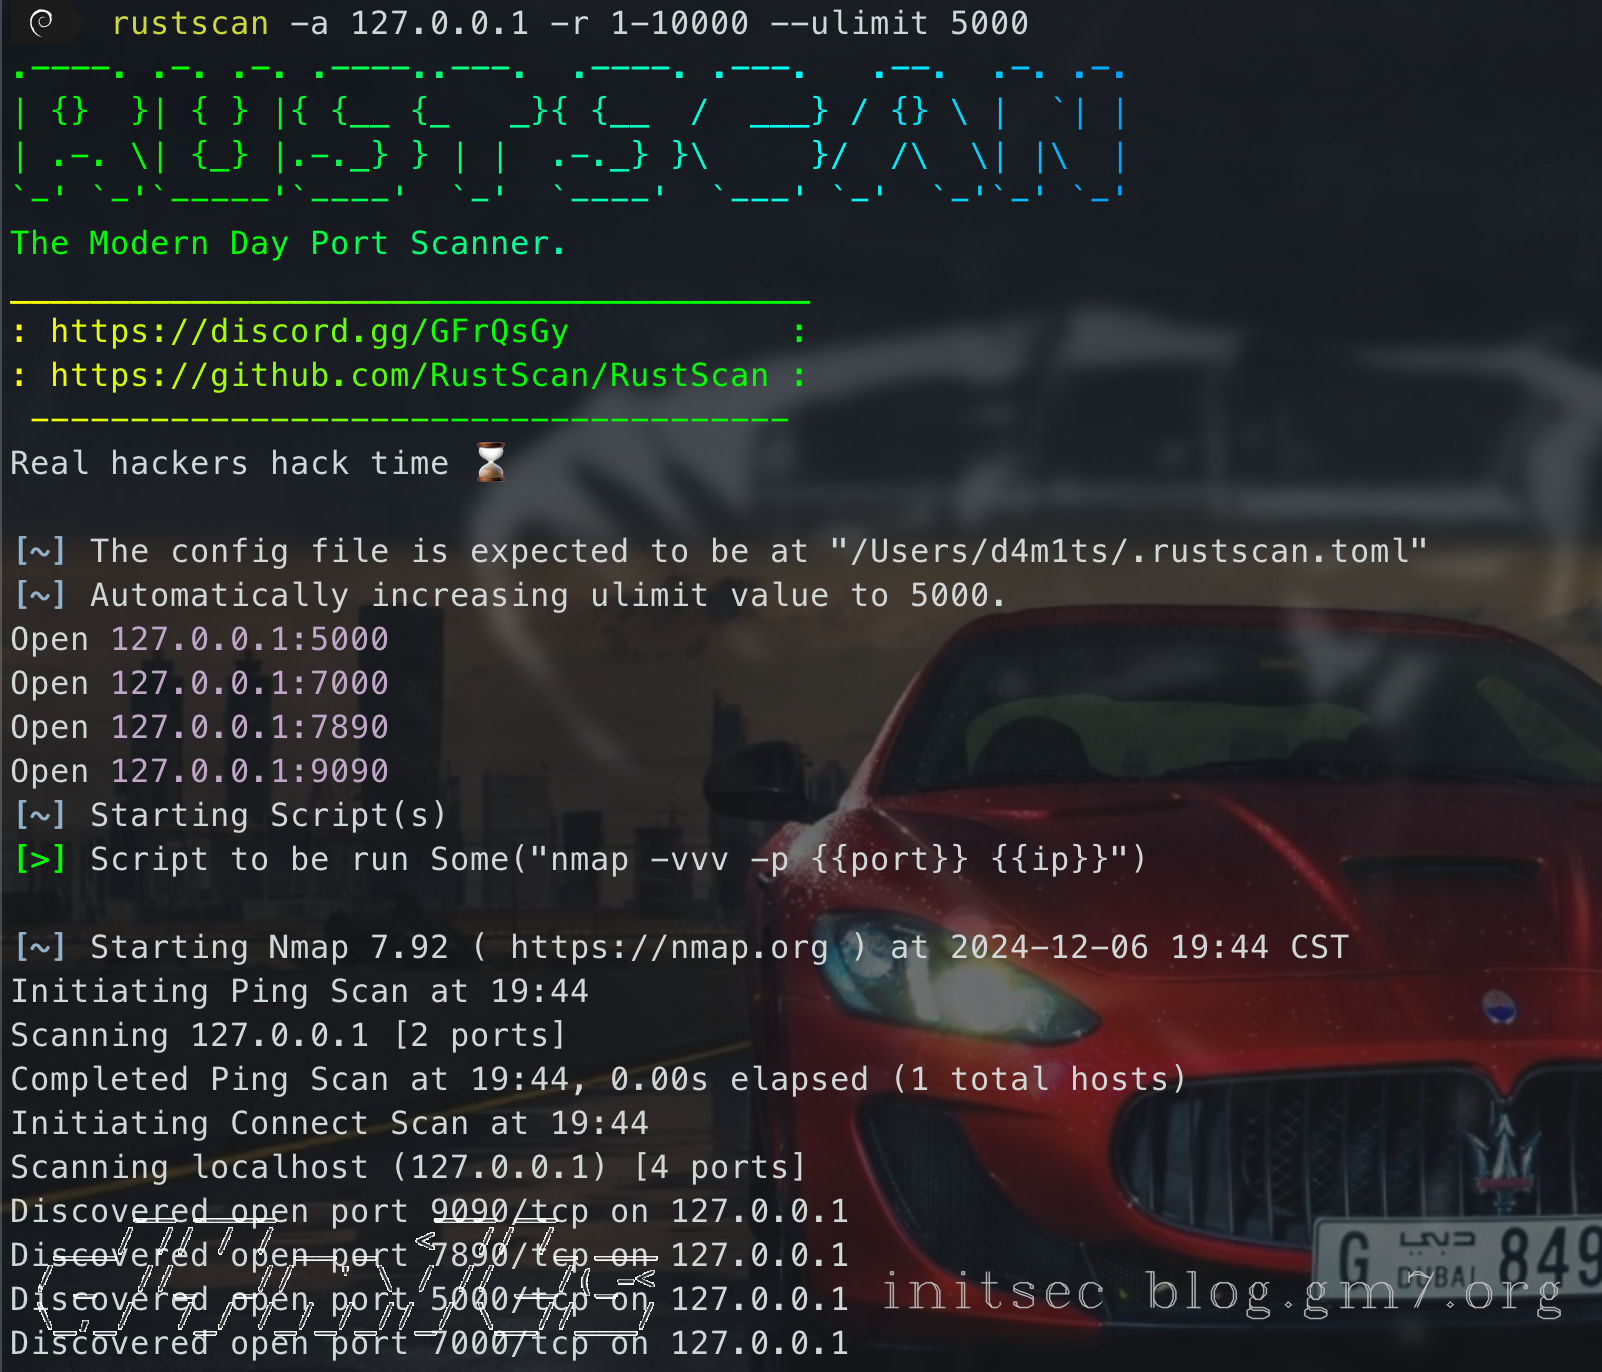 rustscan -a 127.0.0.1 -r 1-10000 --ulimit 5000
.----. .-. .-. .----..---.  .----. .---.   .--.  .-. .-.
| {}  }| { } |{ {__ {_   _}{ {__  /  ___} / {} \ |  `| |
| .-. \| {_} |.-._} } | |  .-._} }\     }/  /\  \| |\  |
`-' `-'`-----'`----'  `-'  `----'  `---' `-'  `-'`-' `-'
The Modern Day Port Scanner.
________________________________________
: https://discord.gg/GFrQsGy           :
: https://github.com/RustScan/RustScan :
 --------------------------------------
Real hackers hack time ⌛
[~] The config file is expected to be at "/Users/d4m1ts/.rustscan.toml"
[~] Automatically increasing ulimit value to 5000.
Open 127.0.0.1:5000
Open 127.0.0.1:7000
Open 127.0.0.1:7890
Open 127.0.0.1:9090
[~] Starting Script(s)
[>] Script to be run Some("nmap -vvv -p {{port}} {{ip}}")
[~] Starting Nmap 7.92 ( https://nmap.org ) at 2024-12-06 19:44 CST
Initiating Ping Scan at 19:44
Scanning 127.0.0.1 [2 ports]
Completed Ping Scan at 19:44, 0.00s elapsed (1 total hosts)
Initiating Connect Scan at 19:44
Scanning localhost (127.0.0.1) [4 ports]
Discovered open port 9090/tcp on 127.0.0.1
Discovered open port 7890/tcp on 127.0.0.1
Discovered open port 5000/tcp on 127.0.0.1
Discovered open port 7000/tcp on 127.0.0.1
G دبي 849
DUBAI
initsec blog.gm7.org